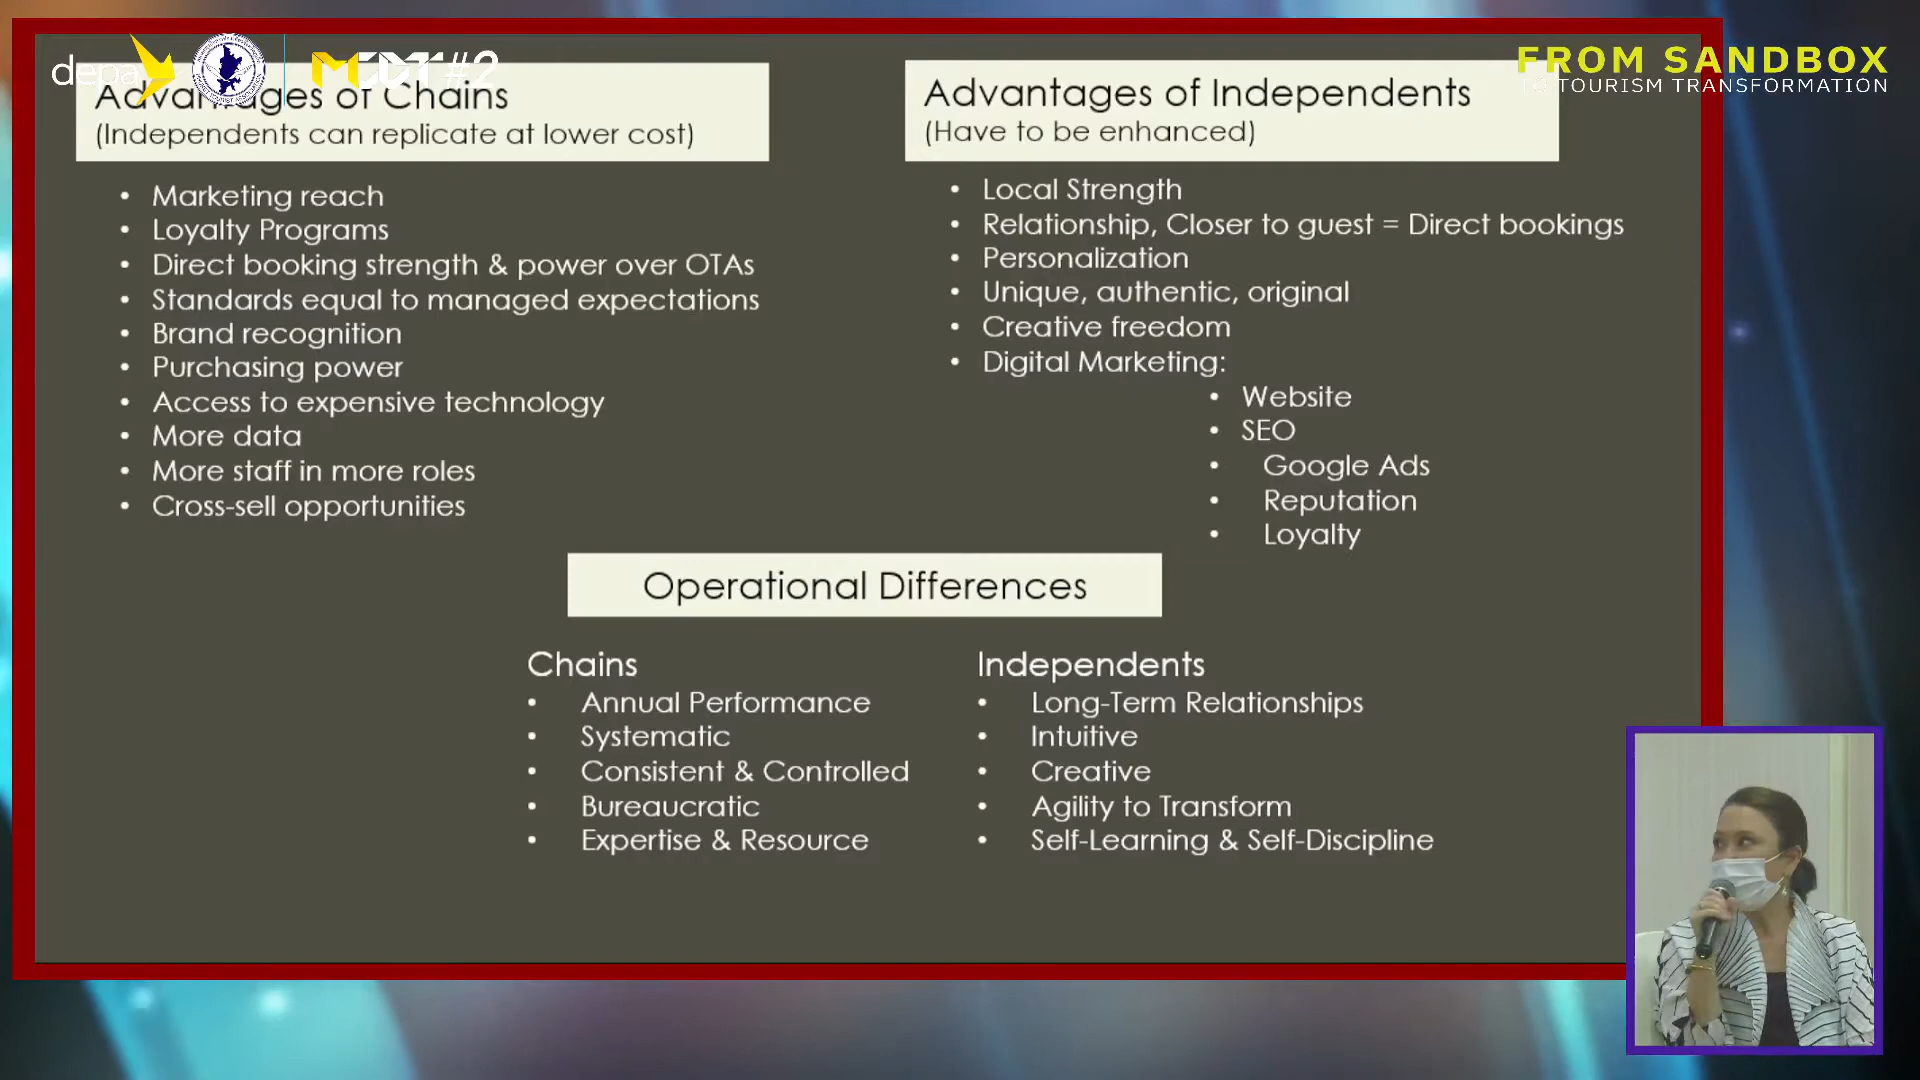 depa
#2
FROM SANDBOX
TO TOURISM TRANSFORMATION
Advantages of Chains
(Independents can replicate at lower cost)
• Marketing reach
• Loyalty Programs
• Direct booking strength & power over OTAs
• Standards equal to managed expectations
• Brand recognition
• Purchasing power
• Access to expensive technology
• More data
• More staff in more roles
• Cross-sell opportunities
Advantages of Independents
(Have to be enhanced)
• Local Strength
• Relationship, Closer to guest = Direct bookings
• Personalization
• Unique, authentic, original
• Creative freedom
• Digital Marketing:
• Website
• SEO
• Google Ads
• Reputation
• Loyalty
Operational Differences
Chains
• Annual Performance
• Systematic
• Consistent & Controlled
• Bureaucratic
• Expertise & Resource
Independents
• Long-Term Relationships
• Intuitive
• Creative
• Agility to Transform
• Self-Learning & Self-Discipline